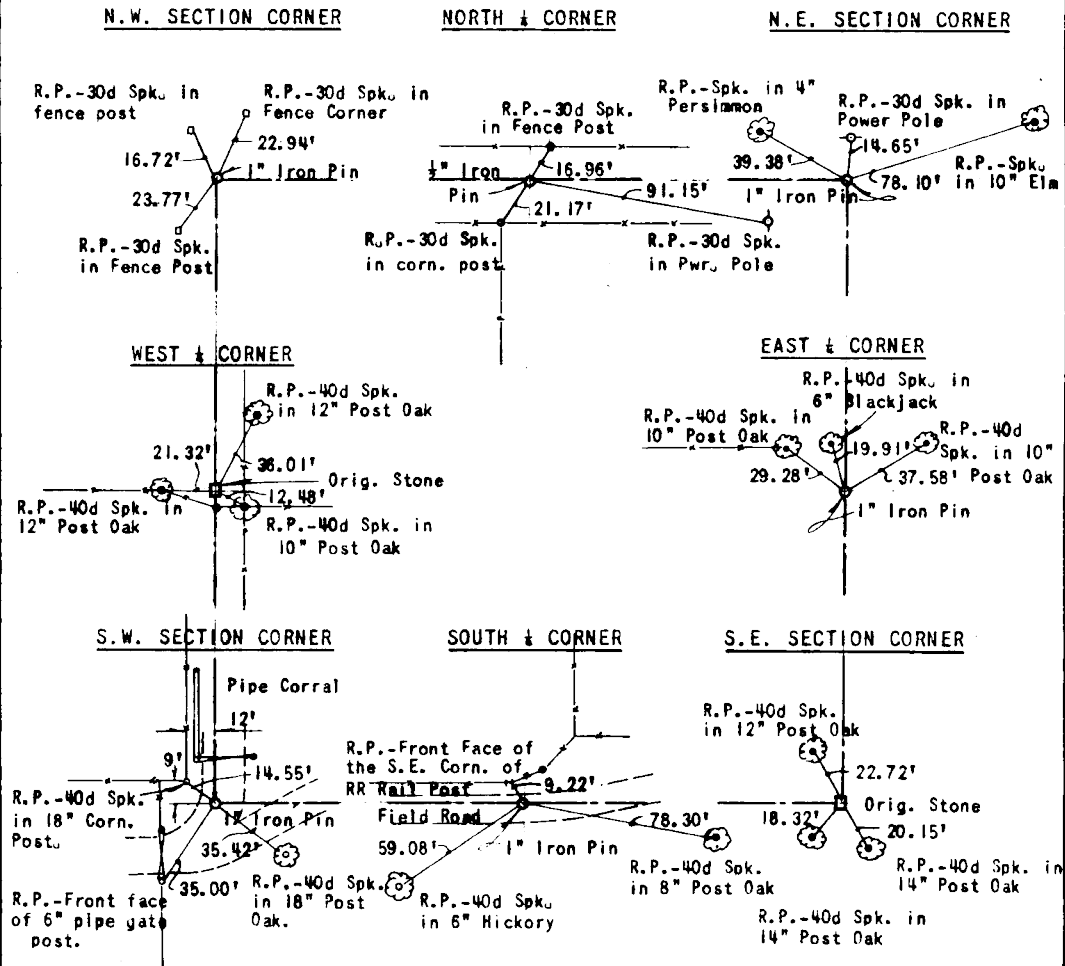 N.W. SECTION CORNER
R.P.-30d Spk. in
fence post
R.P.-30d Spk. in
Fence Corner
16.72'
22.94'
1" Iron Pin
23.77'
R.P.-30d Spk.
in Fence Post
NORTH ¼ CORNER
R.P.-30d Spk.
in Fence Post
½" Iron
Pin
16.96'
91.15'
21.17'
R.P.-30d Spk.
in corn. post
R.P.-30d Spk.
in Pwr. Pole
N.E. SECTION CORNER
R.P.-Spk. in 4"
Persimmon
R.P.-30d Spk. in
Power Pole
14.65'
39.38'
78.10'
R.P.-Spk.
in 10" Elm
1" Iron Pin
WEST ¼ CORNER
R.P.-40d Spk.
in 12" Post Oak
21.32'
36.01'
Orig. Stone
12.48'
R.P.-40d Spk. in
12" Post Oak
R.P.-40d Spk. in
10" Post Oak
EAST ¼ CORNER
R.P.-40d Spk. in
6" Blackjack
R.P.-40d Spk. in
10" Post Oak
R.P.-40d
Spk. in 10"
Post Oak
19.91'
29.28'
37.58'
1" Iron Pin
S.W. SECTION CORNER
Pipe Corral
12'
9'
14.55'
R.P.-40d Spk.
in 18" Corn.
Post.
1" Iron Pin
35.42'
35.00'
R.P.-40d Spk.
in 18" Post
Oak.
R.P.-Front face
of 6" pipe gate
post.
SOUTH ¼ CORNER
R.P.-Front Face of
the S.E. Corn. of
RR Rail Post
9.22'
Field Road
78.30'
59.08'
1" Iron Pin
R.P.-40d Spk.
in 8" Post Oak
R.P.-40d Spk.
in 6" Hickory
S.E. SECTION CORNER
R.P.-40d Spk.
in 12" Post Oak
22.72'
Orig. Stone
18.32'
20.15'
R.P.-40d Spk. in
14" Post Oak
R.P.-40d Spk. in
14" Post Oak